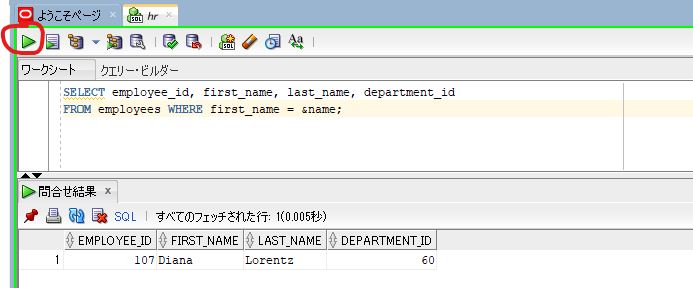 ようこそページ hr
SQL
Aa
ワークシート クエリー・ビルダー
SELECT employee_id, first_name, last_name, department_id
FROM employees WHERE first_name = &name;
問合せ結果 x
SQL すべてのフェッチされた行: 1(0.005秒)
EMPLOYEE_ID FIRST_NAME LAST_NAME DEPARTMENT_ID
1 107 Diana Lorentz 60